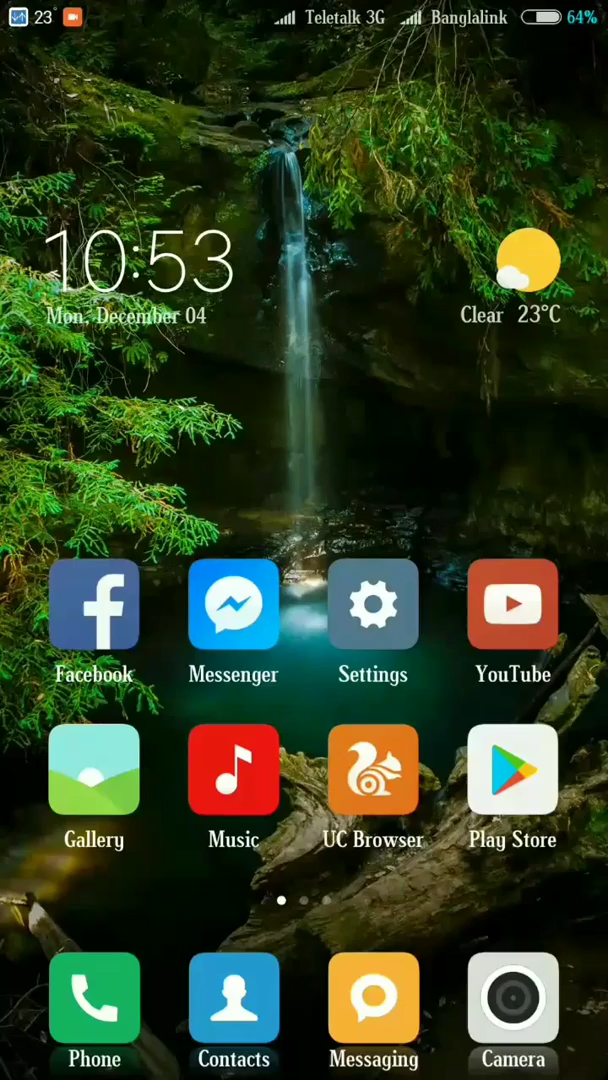 23° Teletalk 3G Banglalink 64%
10:53
Mon, December 04
Clear 23°C
Facebook Messenger Settings YouTube
Gallery Music UC Browser Play Store
Phone Contacts Messaging Camera